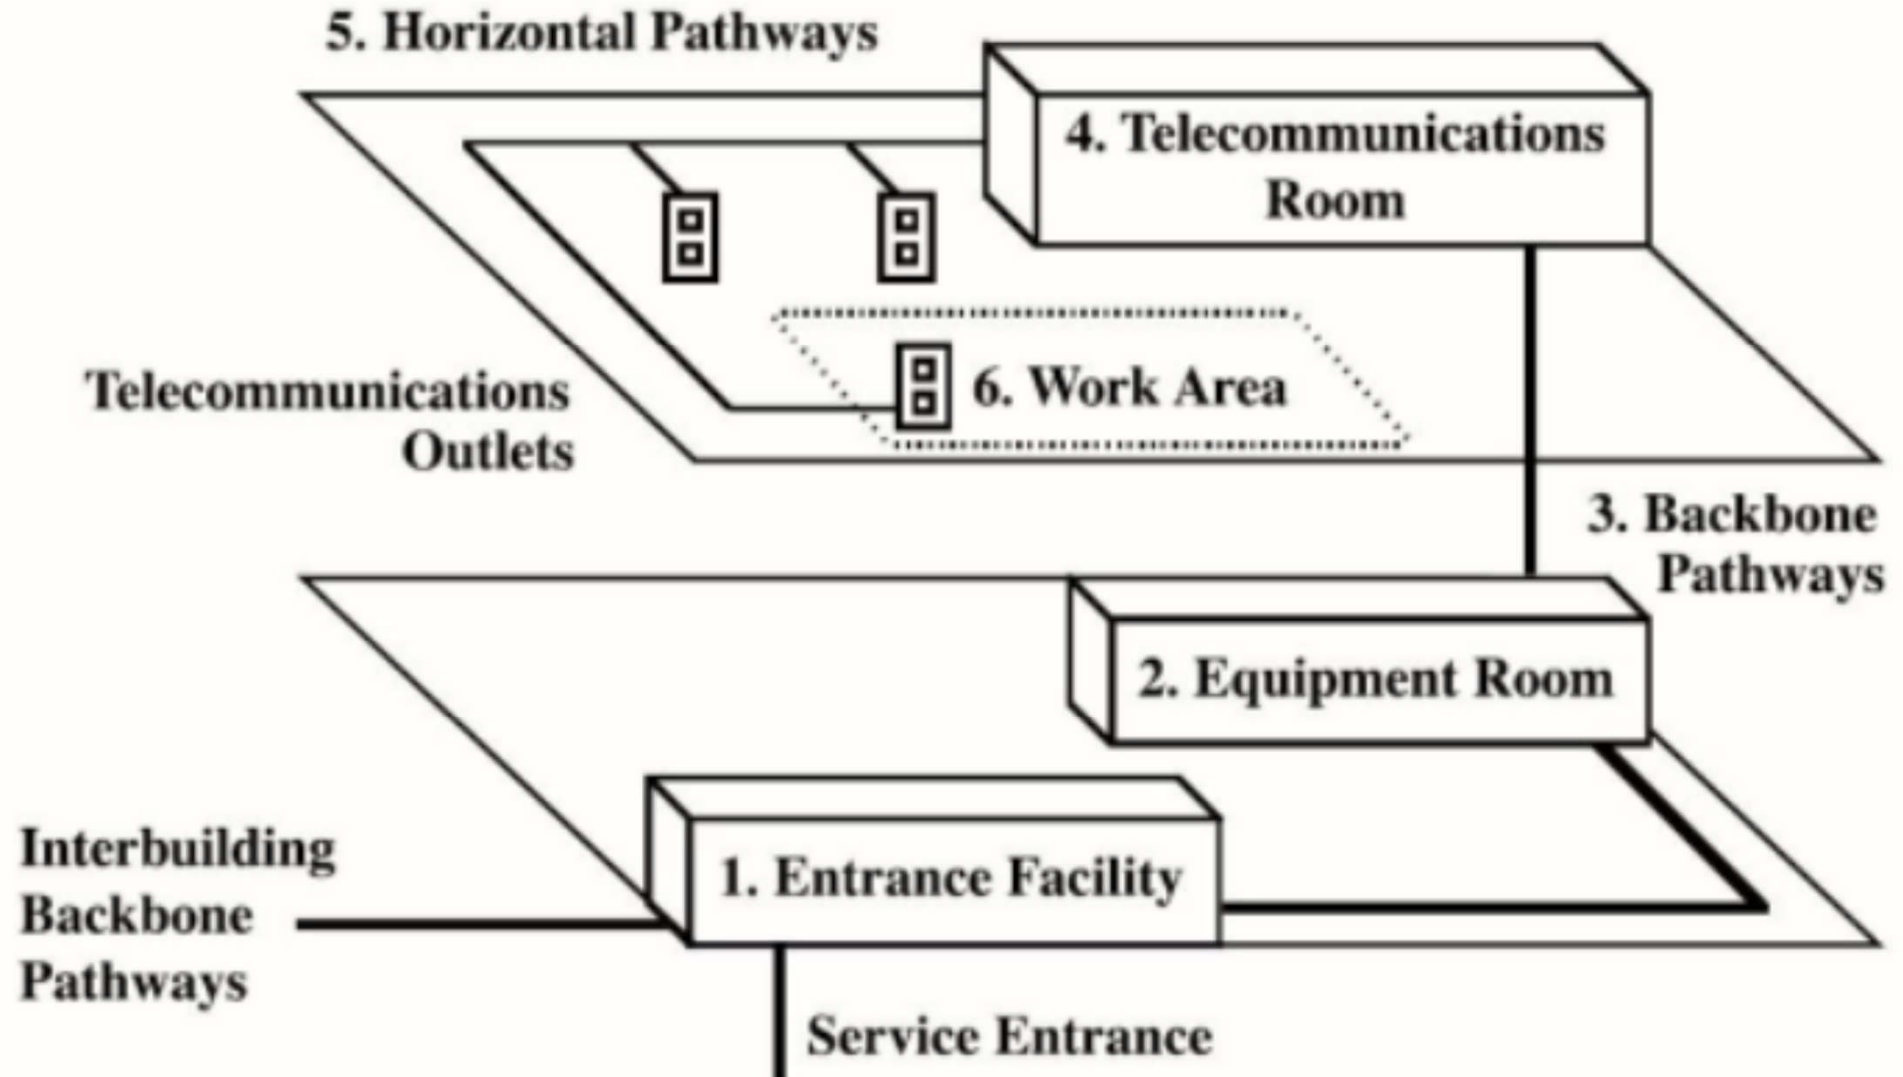 5. Horizontal Pathways
4. Telecommunications
Room
6. Work Area
Telecommunications
Outlets
3. Backbone
Pathways
2. Equipment Room
1. Entrance Facility
Interbuilding
Backbone
Pathways
Service Entrance